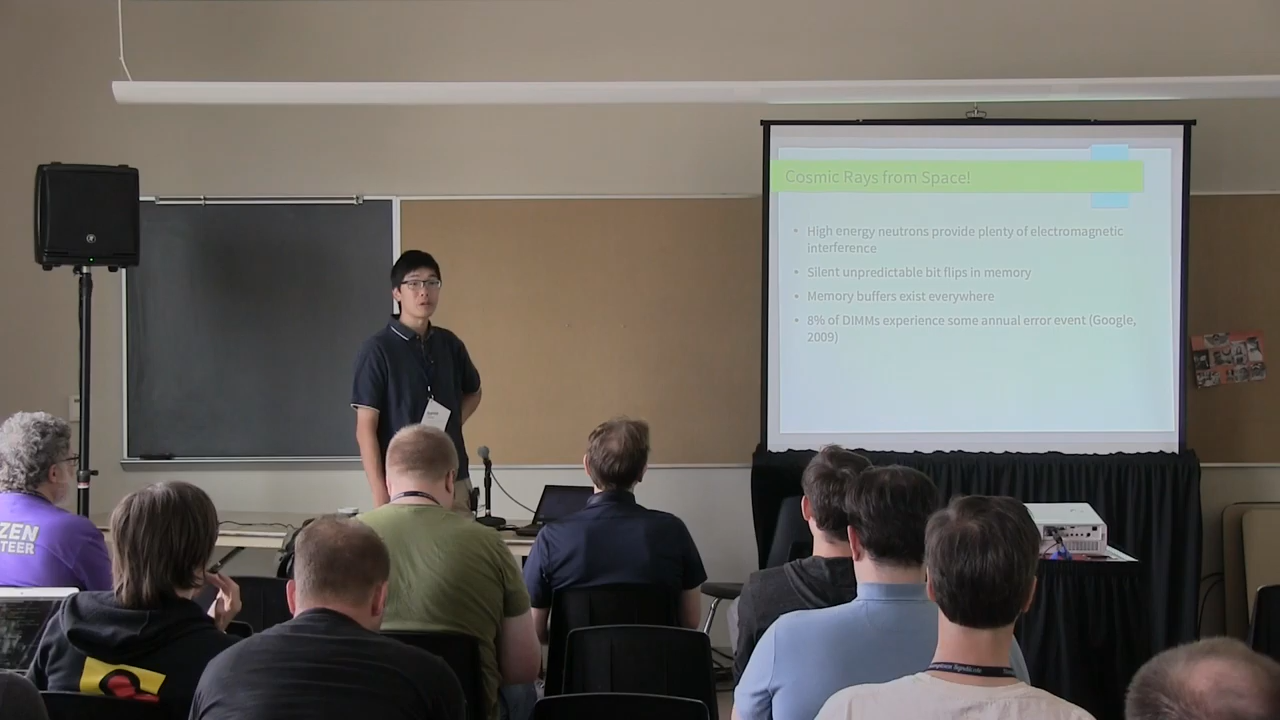 Cosmic Rays from Space!
• High energy neutrons provide plenty of electromagnetic
interference
• Silent unpredictable bit flips in memory
• Memory buffers exist everywhere
• 8% of DIMMs experience some annual error event (Google,
2009)
ZEN
TEER